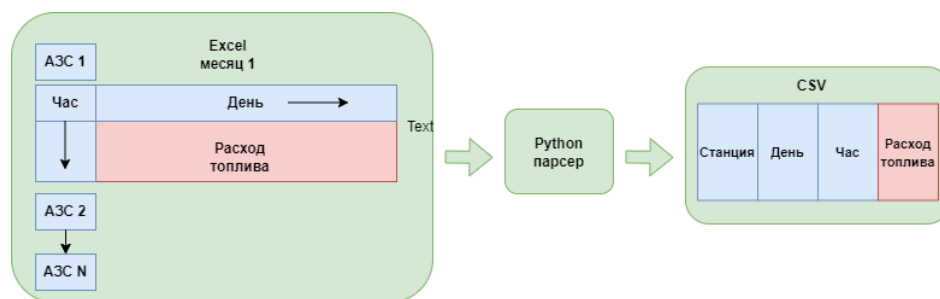 Excel
месяц 1
АЗС 1
Час
День
Расход
топлива
Text
АЗС 2
АЗС N
Python
парсер
CSV
Станция
День
Час
Расход
топлива